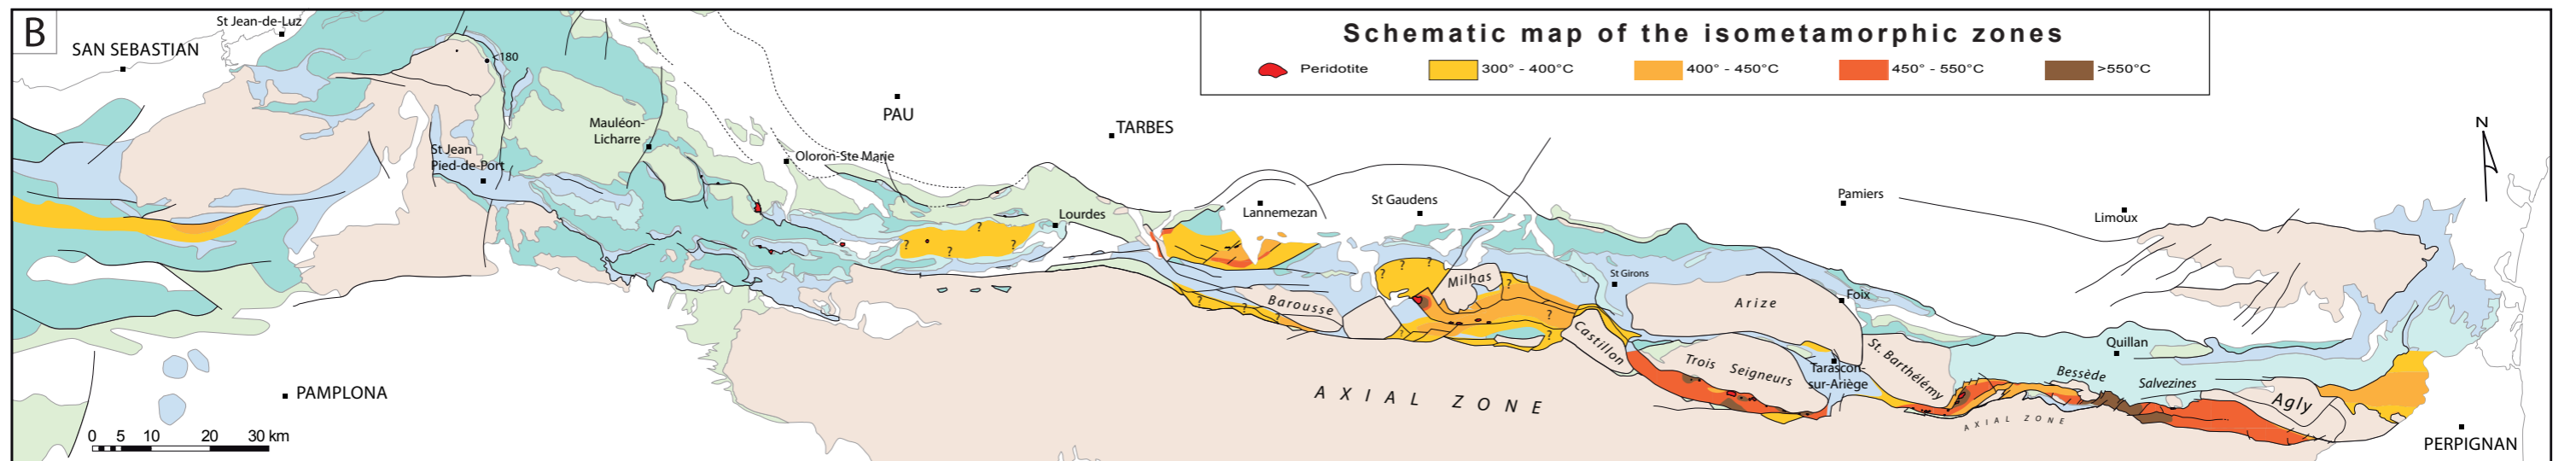 B
St Jean-de-Luz
SAN SEBASTIAN
<180
Schematic map of the isometamorphic zones
Peridotite
300° - 400°C
400° - 450°C
450° - 550°C
>550°C
PAU
TARBES
Mauléon-
Licharre
Oloron-Ste Marie
St Jean
Pied-de-Port
N
Pamiers
St Gaudens
Lannemezan
Limoux
Lourdes
? ? ? ?
? ? ?
Milhas
St Girons
?
Foix
Arize
Barousse
? ? ?
?
? ?
Castillon
Quillan
Trois Seigneurs
Tarascon-
sur-Ariège
St. Barthélémy
Bessède
Salvezines
Agly
AXIAL ZONE
AXIAL ZONE
PAMPLONA
PERPIGNAN
0 5 10 20 30 km